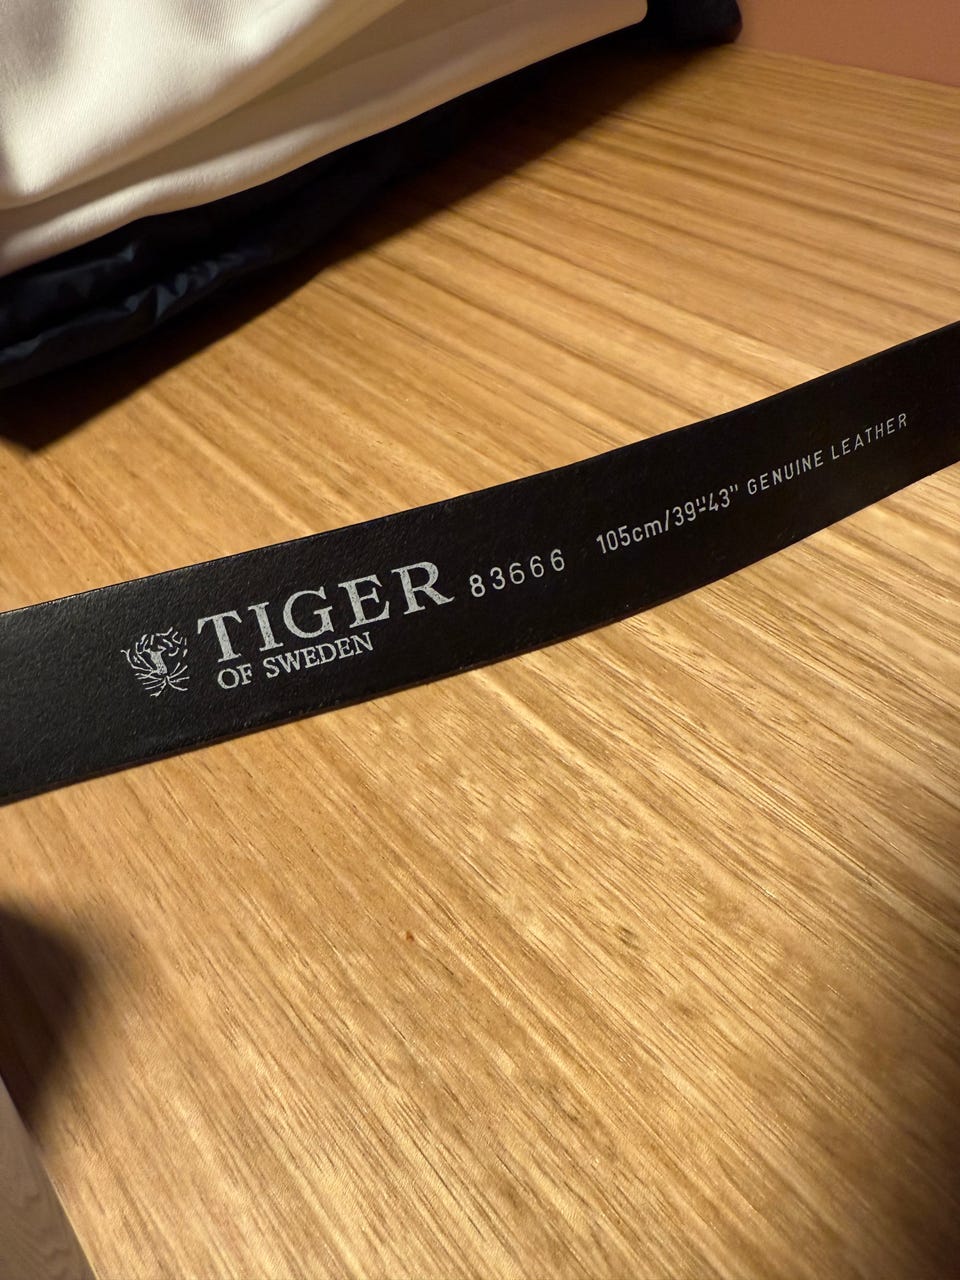 TIGER
OF SWEDEN
83666
105cm/39"-43" GENUINE LEATHER